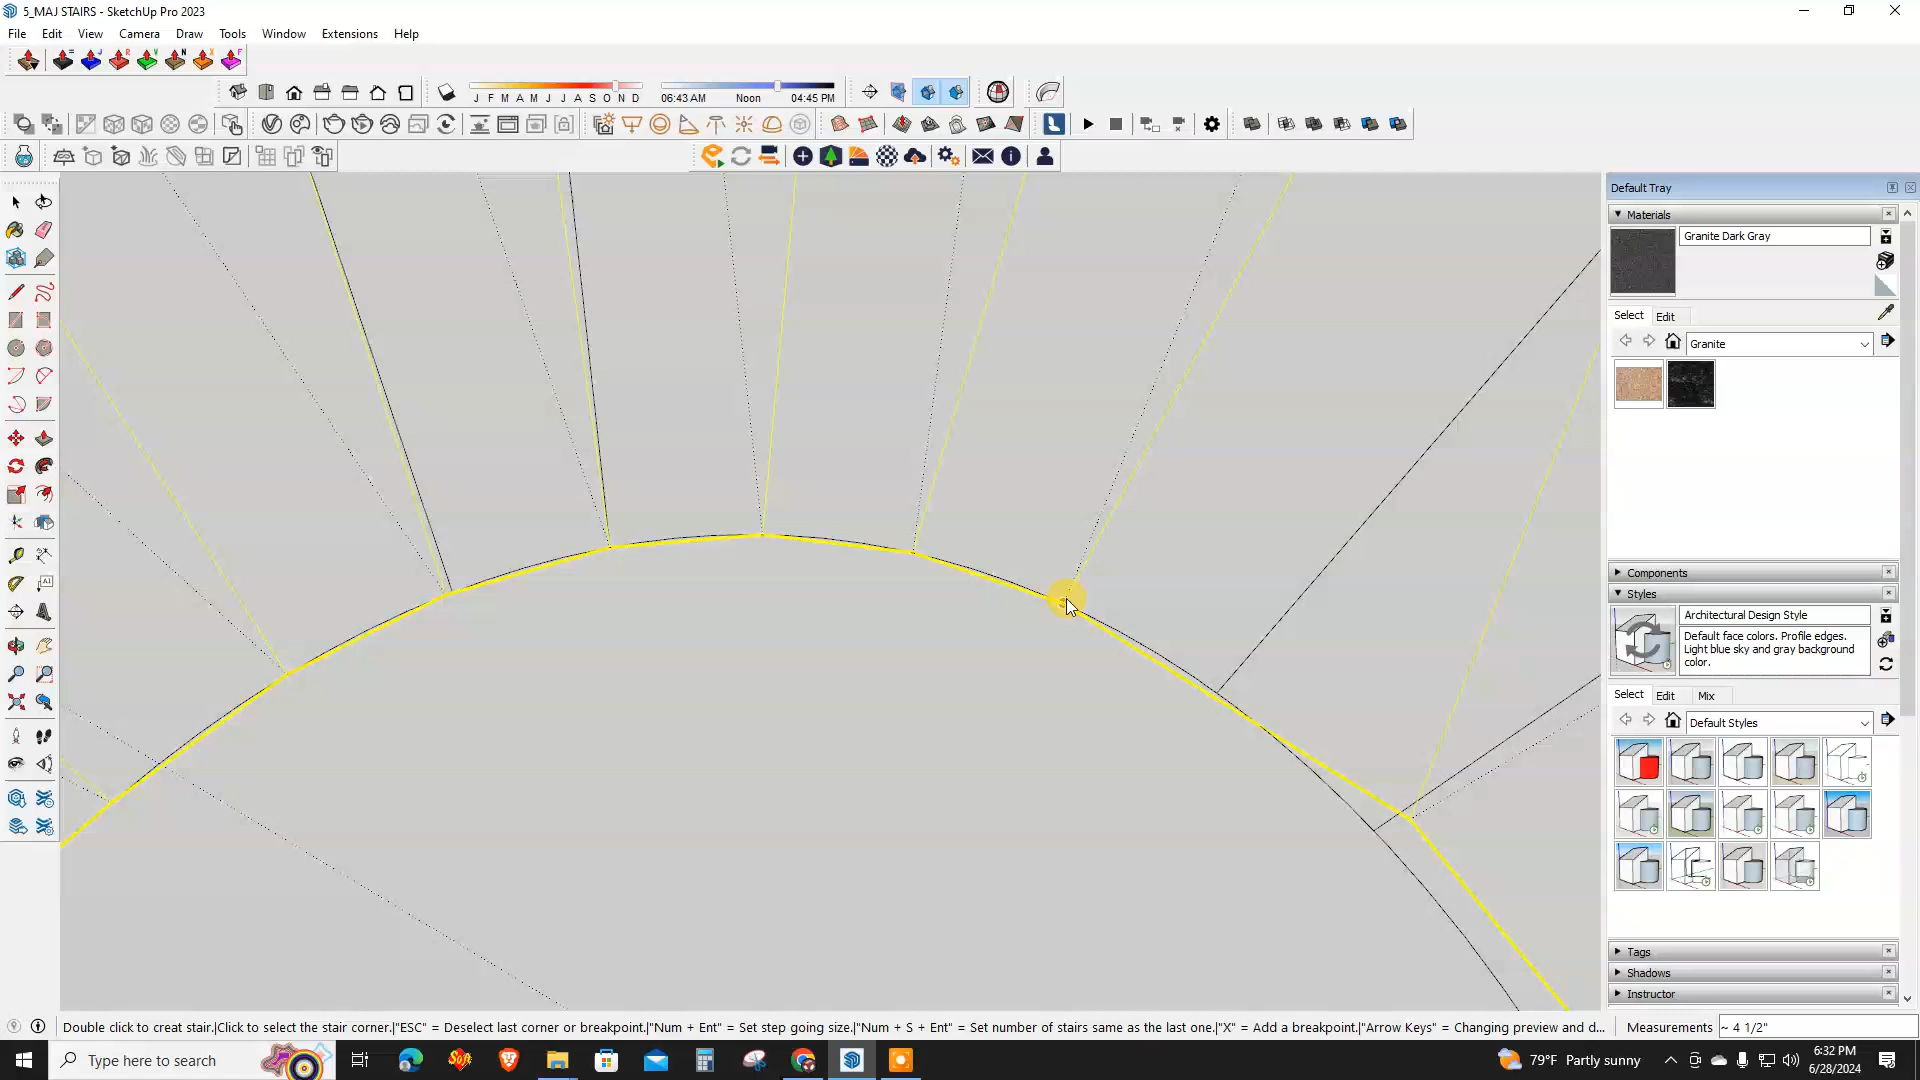 5_MAJ STAIRS - SketchUp Pro 2023
File Edit View Camera Draw Tools Window Extensions Help
J F M A M J J A S O N D 06:43 AM Noon 04:45 PM
Default Tray
Materials
Granite Dark Gray
Select Edit
Granite
Components
Styles
Architectural Design Style
Default face colors. Profile edges.
Light blue sky and gray background
color.
Select Edit Mix
Default Styles
Tags
Shadows
Instructor
Double click to creat stair.|Click to select the stair corner.|"ESC" = Deselect last corner or breakpoint.|"Num + Ent" = Set step going size.|"Num + S + Ent" = Set number of stairs same as the last one.|"X" = Add a breakpoint.|"Arrow Keys" = Changing preview and d...
Measurements ~ 4 1/2"
Type here to search
79°F Partly sunny
6:32 PM
6/28/2024